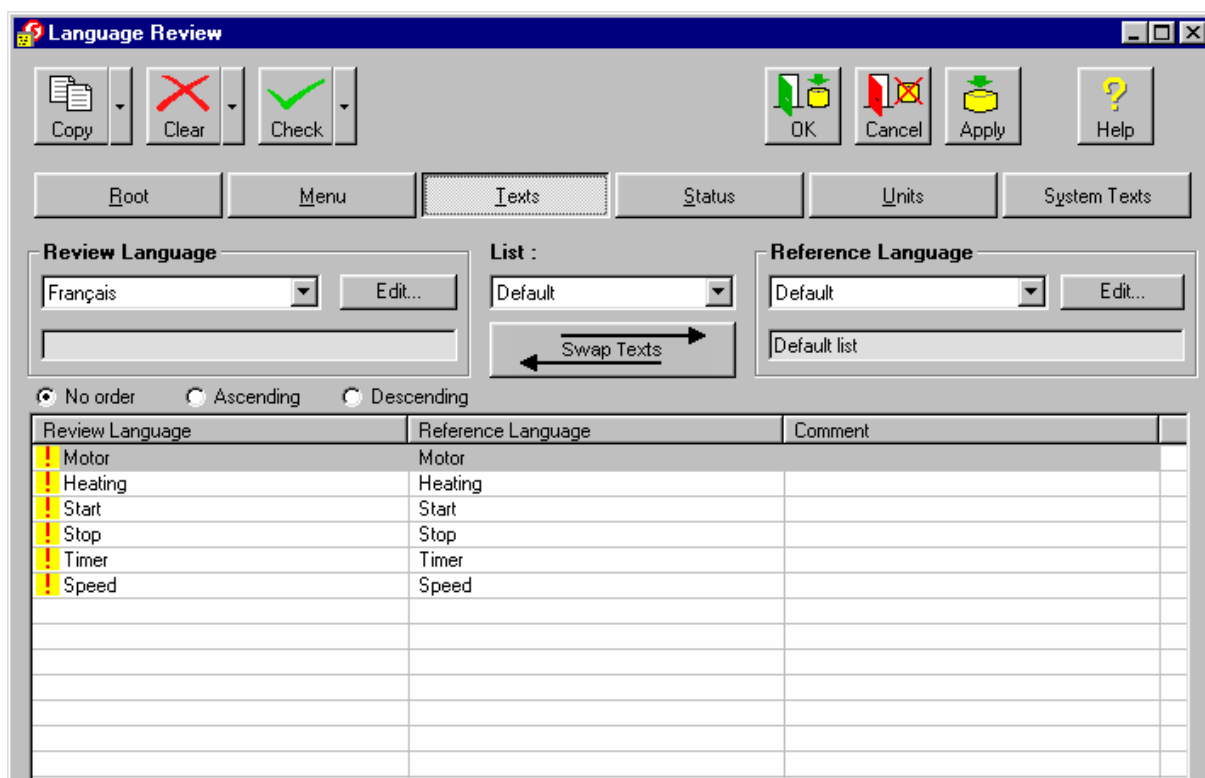 Language Review
Copy Clear Check OK Cancel Apply Help
Root Menu Texts Status Units System Texts
Review Language List : Reference Language
Français Edit... Default Default Edit...
Swap Texts Default list
No order Ascending Descending
Review Language Reference Language Comment
! Motor Motor
! Heating Heating
! Start Start
! Stop Stop
! Timer Timer
! Speed Speed